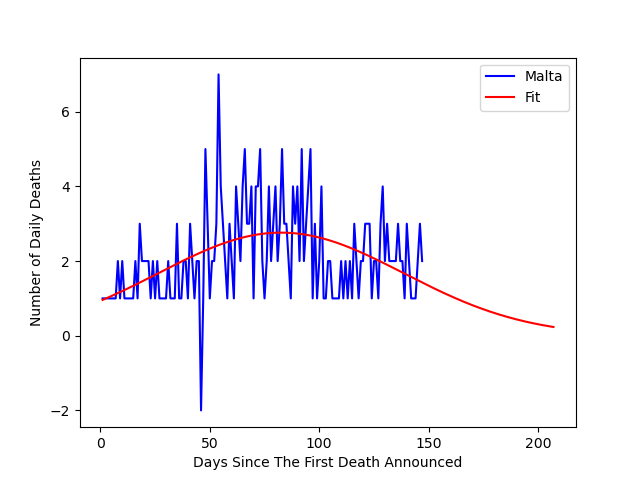 Malta
Fit
6
4
2
0
−2
0
50
100
150
200
Number of Daily Deaths
Days Since The First Death Announced